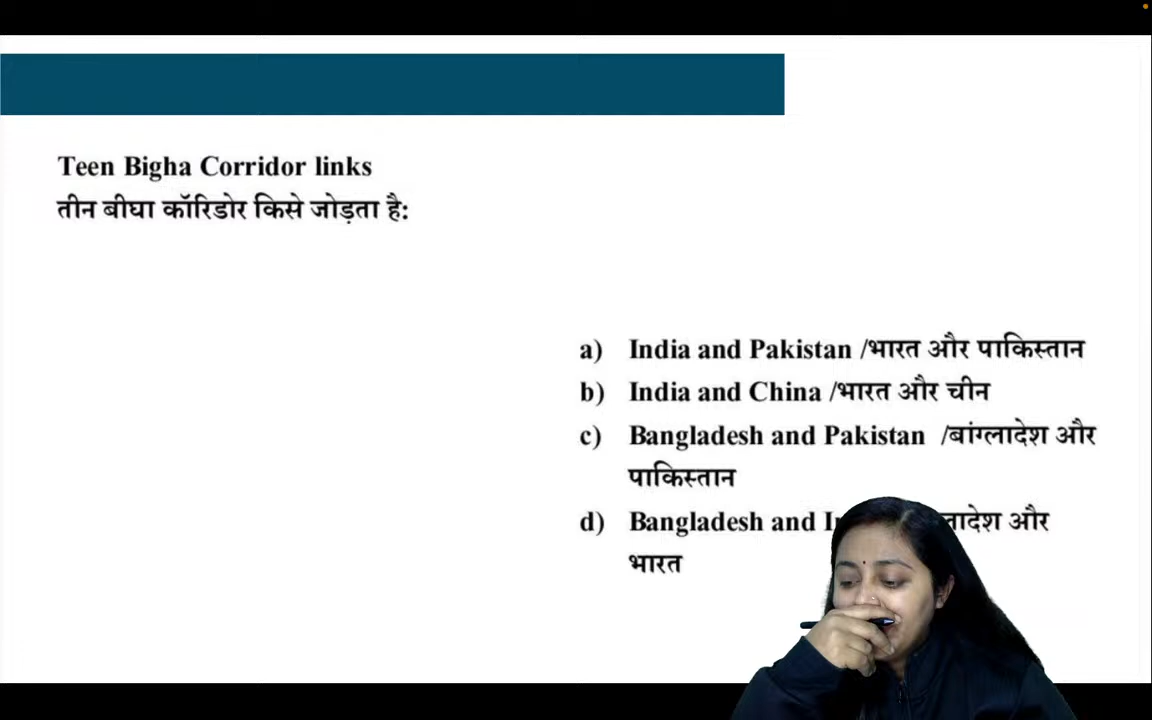 Teen Bigha Corridor links
तीन बीघा कॉरिडोर किसे जोड़ता है:
a) India and Pakistan /भारत और पाकिस्तान
b) India and China /भारत और चीन
c) Bangladesh and Pakistan /बांग्लादेश और
पाकिस्तान
d) Bangladesh and और
भारत